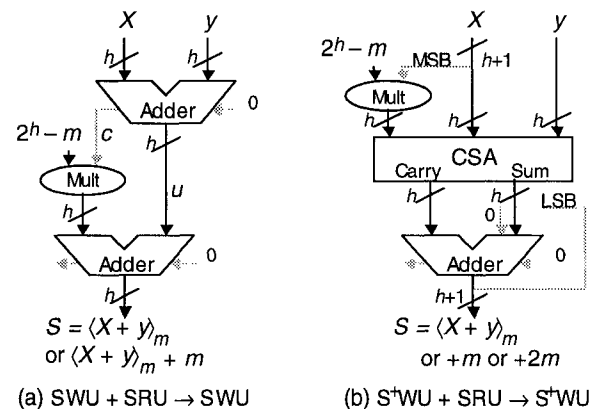 X y
h h
Adder 0
2^h – m c h
Mult
h u
Adder 0
h
S = ⟨X + y⟩_m
or ⟨X + y⟩_m + m
(a) SWU + SRU → SWU
X y
2^h – m MSB h+1
Mult
h h h
CSA
Carry Sum
h h LSB
0
Adder 0
h+1
S = ⟨X + y⟩_m
or +m or +2m
(b) S⁺WU + SRU → S⁺WU